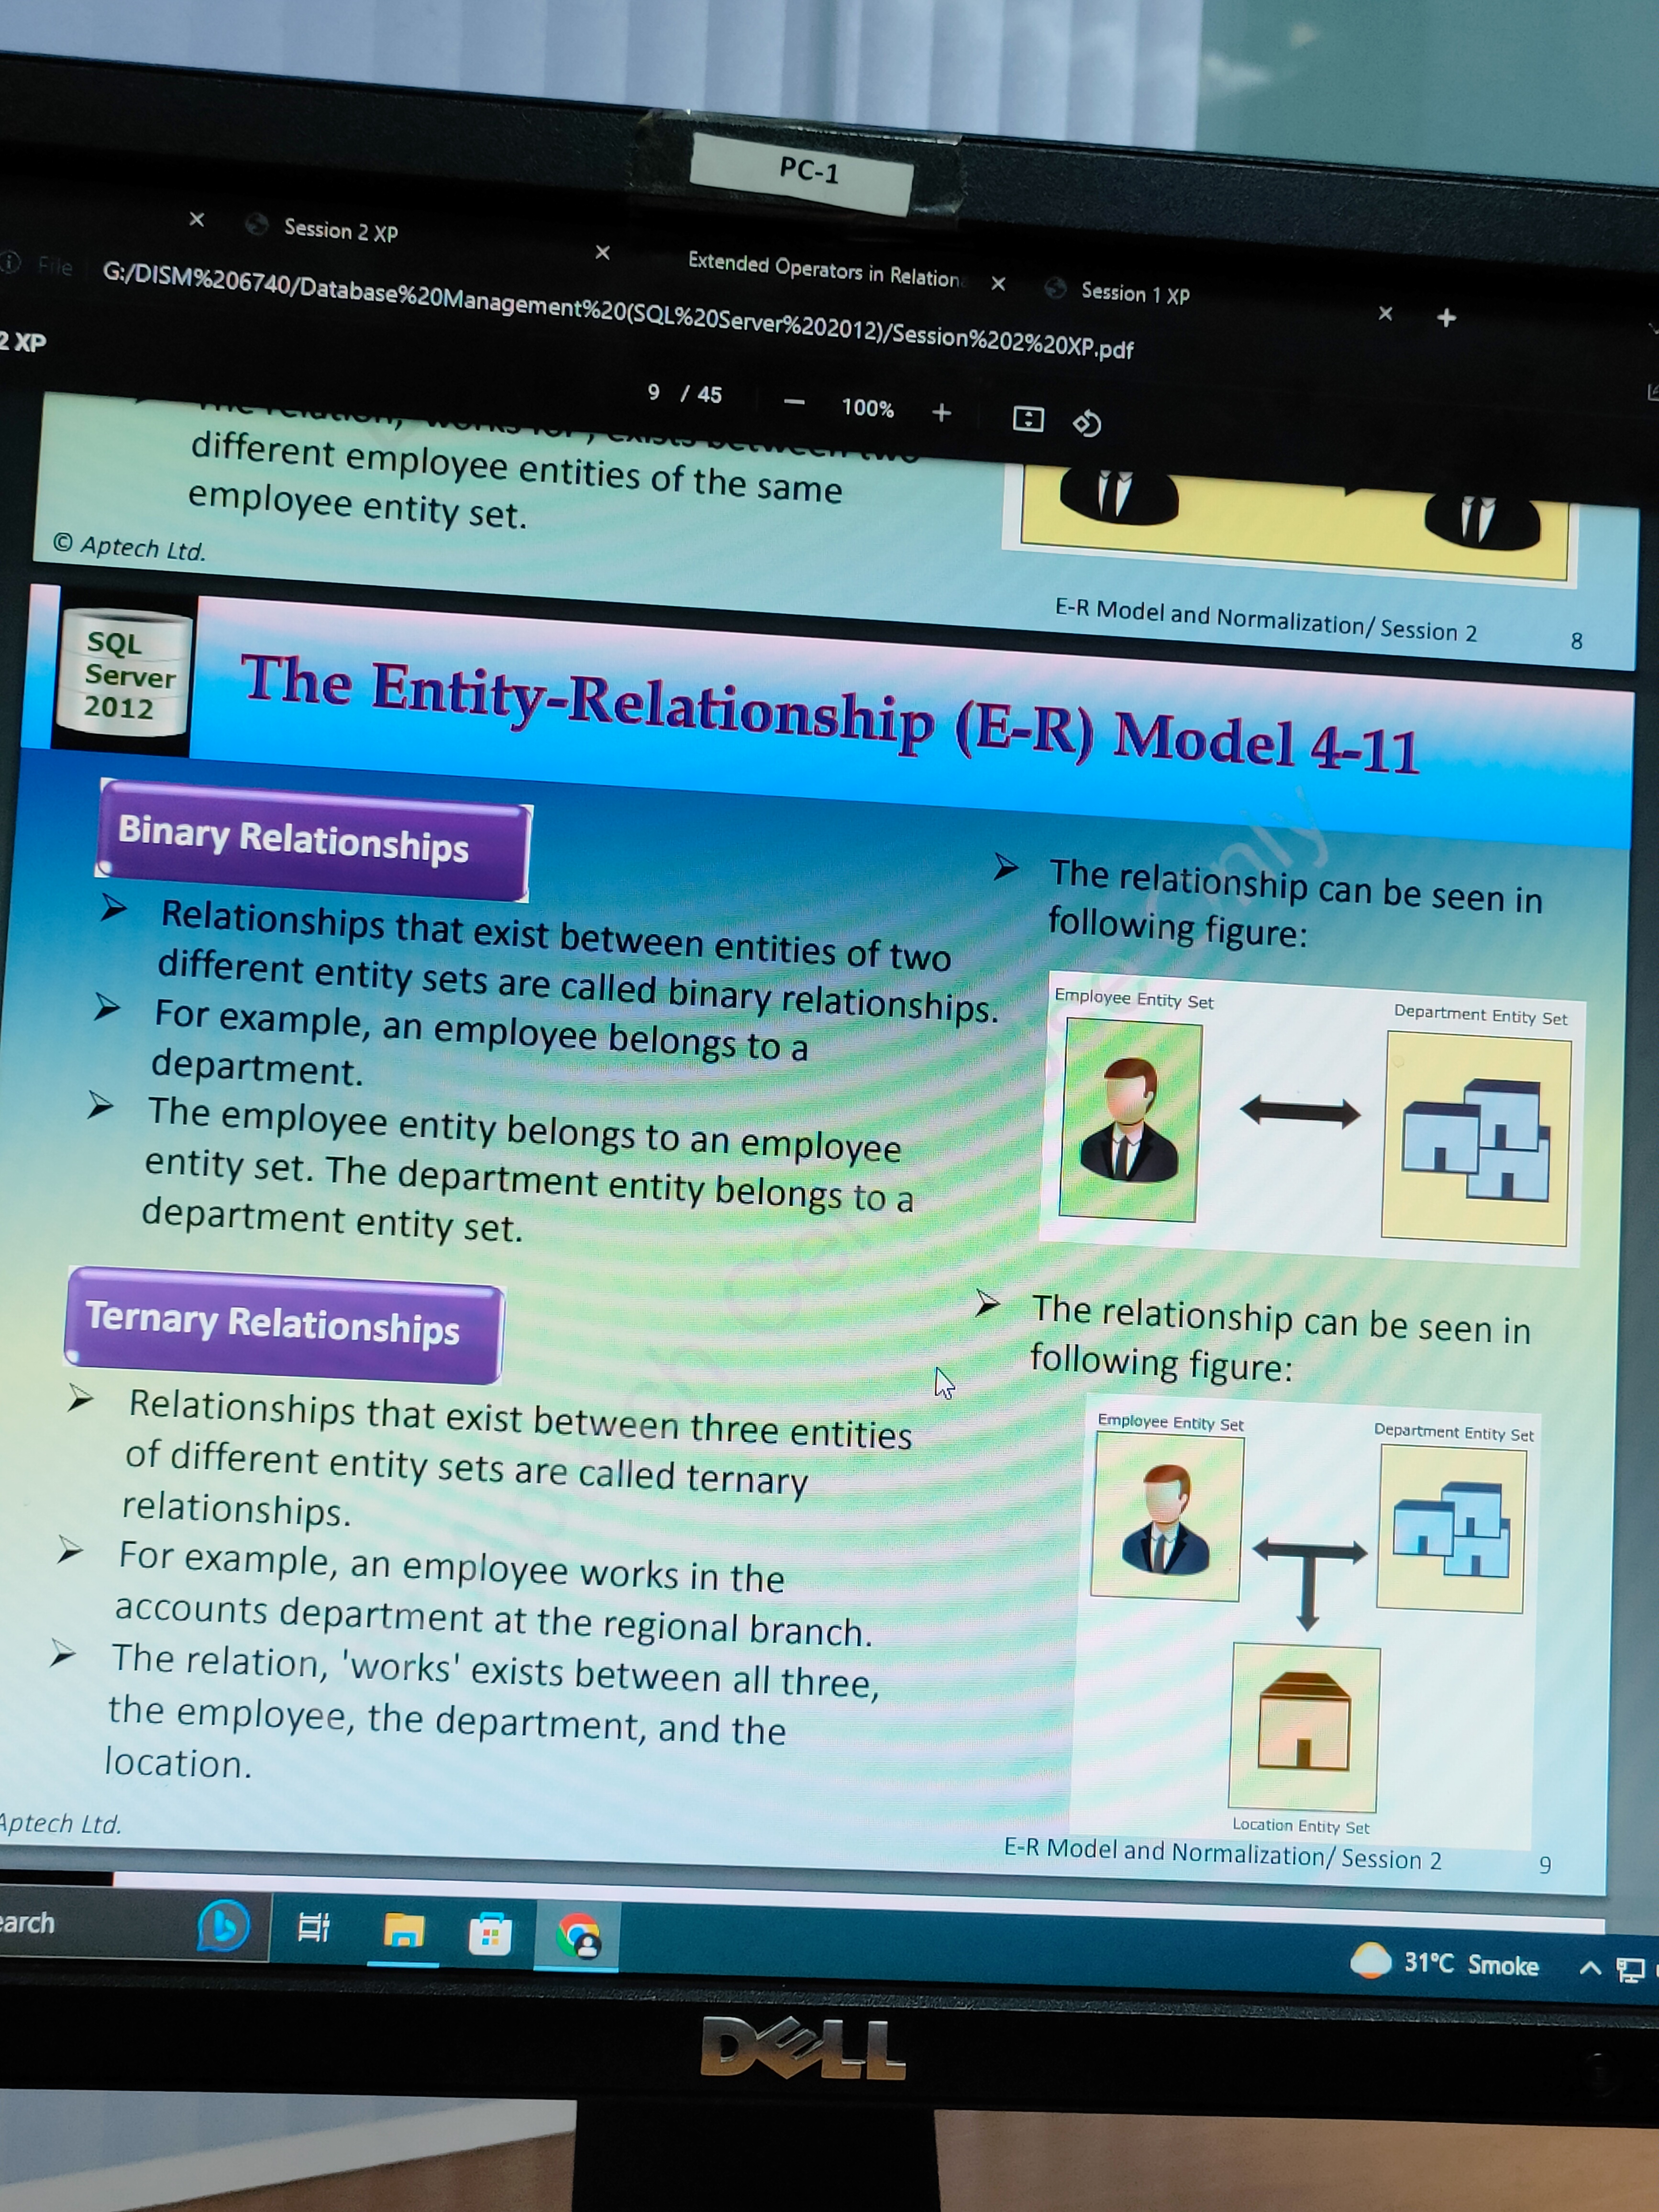 PC-1
Session 2 XP
Extended Operators in Relation
Session 1 XP
File
G:/DISM%206740/Database%20Management%20(SQL%20Server%202012)/Session%202%20XP.pdf
2 XP
9 / 45
100%
The relation, 'works for', exists between two
different employee entities of the same
employee entity set.
© Aptech Ltd.
E-R Model and Normalization/ Session 2
8
SQL
Server
2012
The Entity-Relationship (E-R) Model 4-11
Binary Relationships
➢ Relationships that exist between entities of two
different entity sets are called binary relationships.
➢ For example, an employee belongs to a
department.
➢ The employee entity belongs to an employee
entity set. The department entity belongs to a
department entity set.
➢ The relationship can be seen in
following figure:
Employee Entity Set
Department Entity Set
Ternary Relationships
➢ Relationships that exist between three entities
of different entity sets are called ternary
relationships.
➢ For example, an employee works in the
accounts department at the regional branch.
➢ The relation, 'works' exists between all three,
the employee, the department, and the
location.
➢ The relationship can be seen in
following figure:
Employee Entity Set
Department Entity Set
Location Entity Set
Aptech Ltd.
E-R Model and Normalization/ Session 2
9
earch
31°C Smoke
DELL